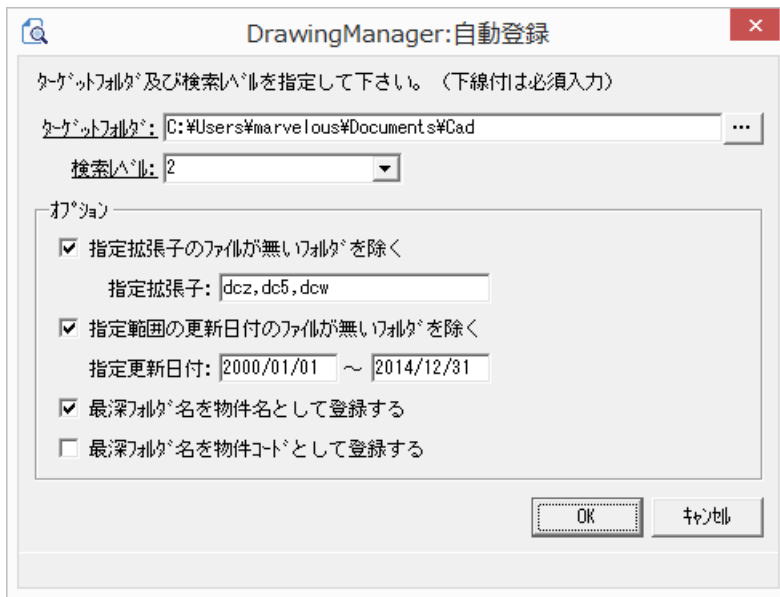 DrawingManager:自動登録
ﾀｰｹﾞｯﾄﾌｫﾙﾀﾞ及び検索ﾚﾍﾞﾙを指定して下さい。（下線付は必須入力）
ﾀｰｹﾞｯﾄﾌｫﾙﾀﾞ: C:¥Users¥marvelous¥Documents¥Cad ...
検索ﾚﾍﾞﾙ: 2
ｵﾌﾟｼｮﾝ
指定拡張子のﾌｧｲﾙが無いﾌｫﾙﾀﾞを除く
指定拡張子: dcz,dc5,dcw
指定範囲の更新日付のﾌｧｲﾙが無いﾌｫﾙﾀﾞを除く
指定更新日付: 2000/01/01 ～ 2014/12/31
最深ﾌｫﾙﾀﾞ名を物件名として登録する
最深ﾌｫﾙﾀﾞ名を物件ｺｰﾄﾞとして登録する
OK ｷｬﾝｾﾙ